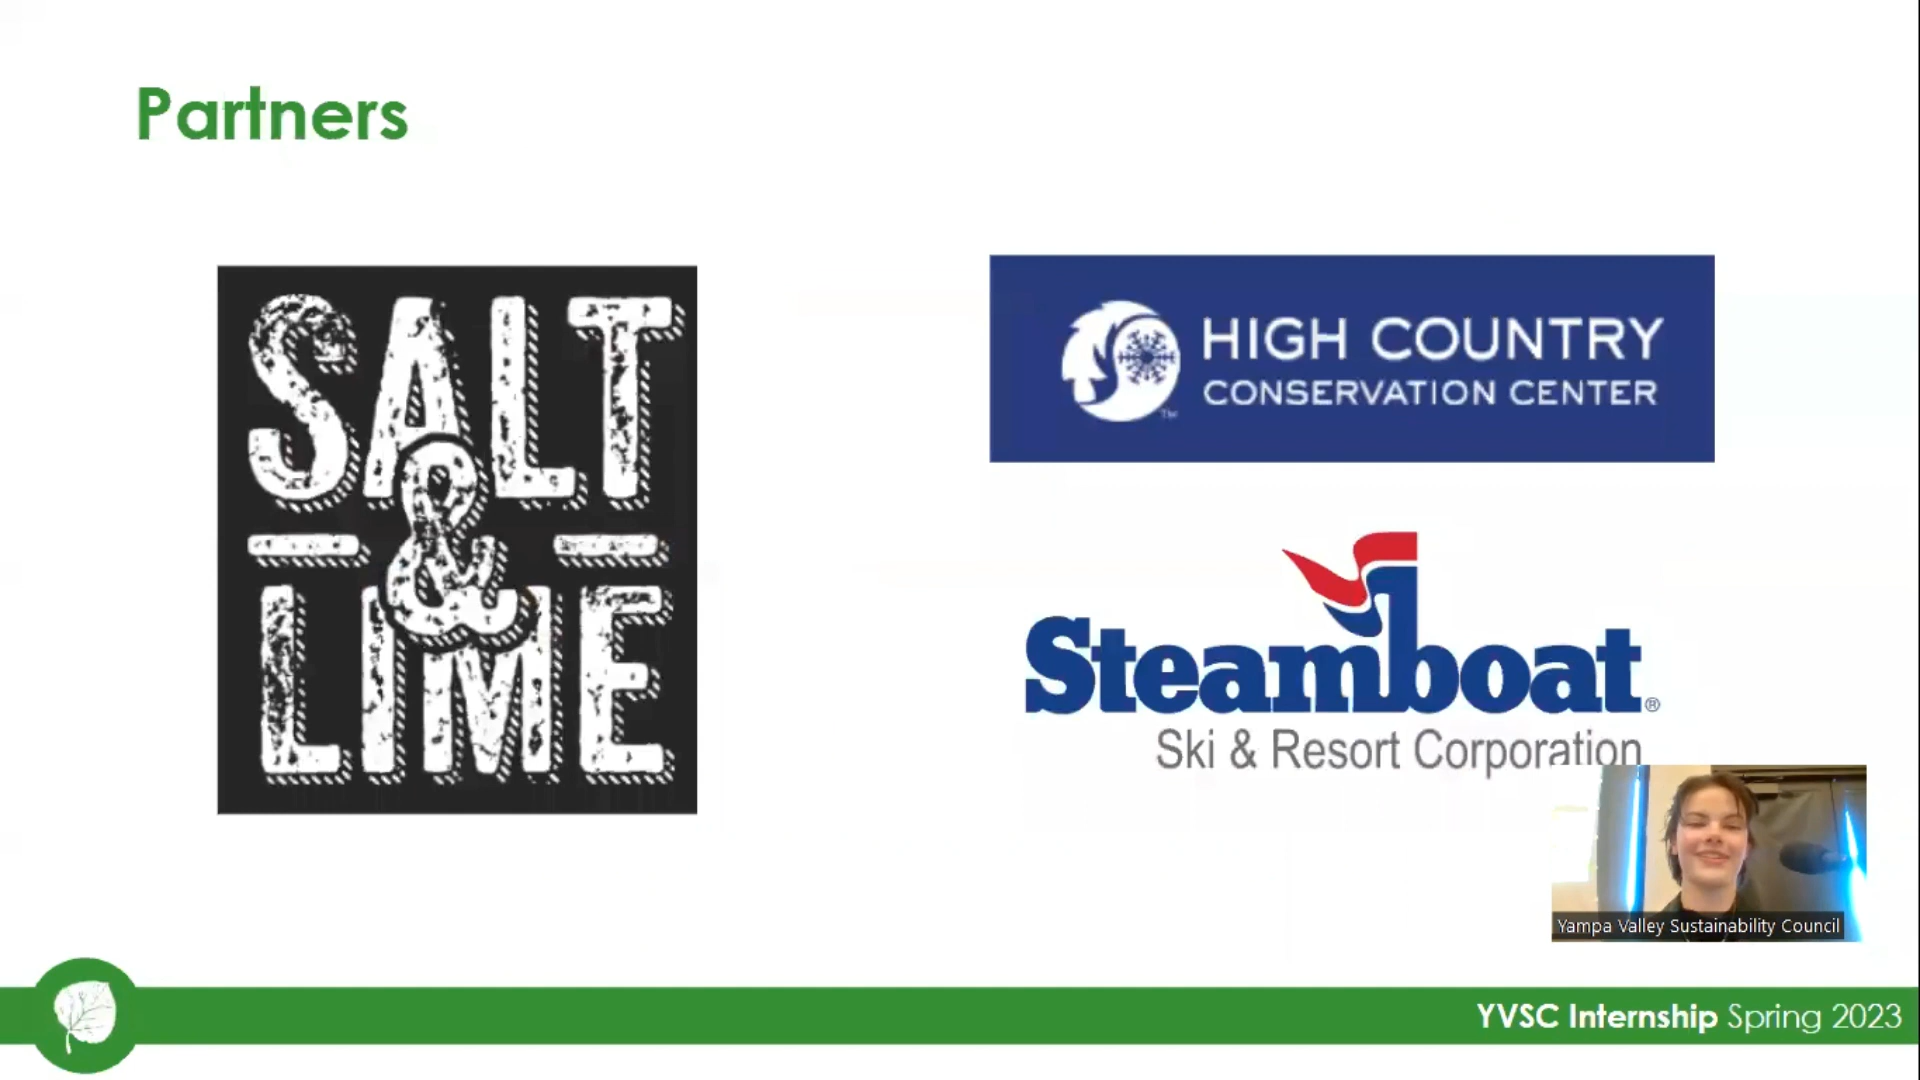 Partners
SALT
&
LIME
HIGH COUNTRY
CONSERVATION CENTER
TM
Steamboat®
Ski & Resort Corporation
Yampa Valley Sustainability Council
YVSC Internship Spring 2023